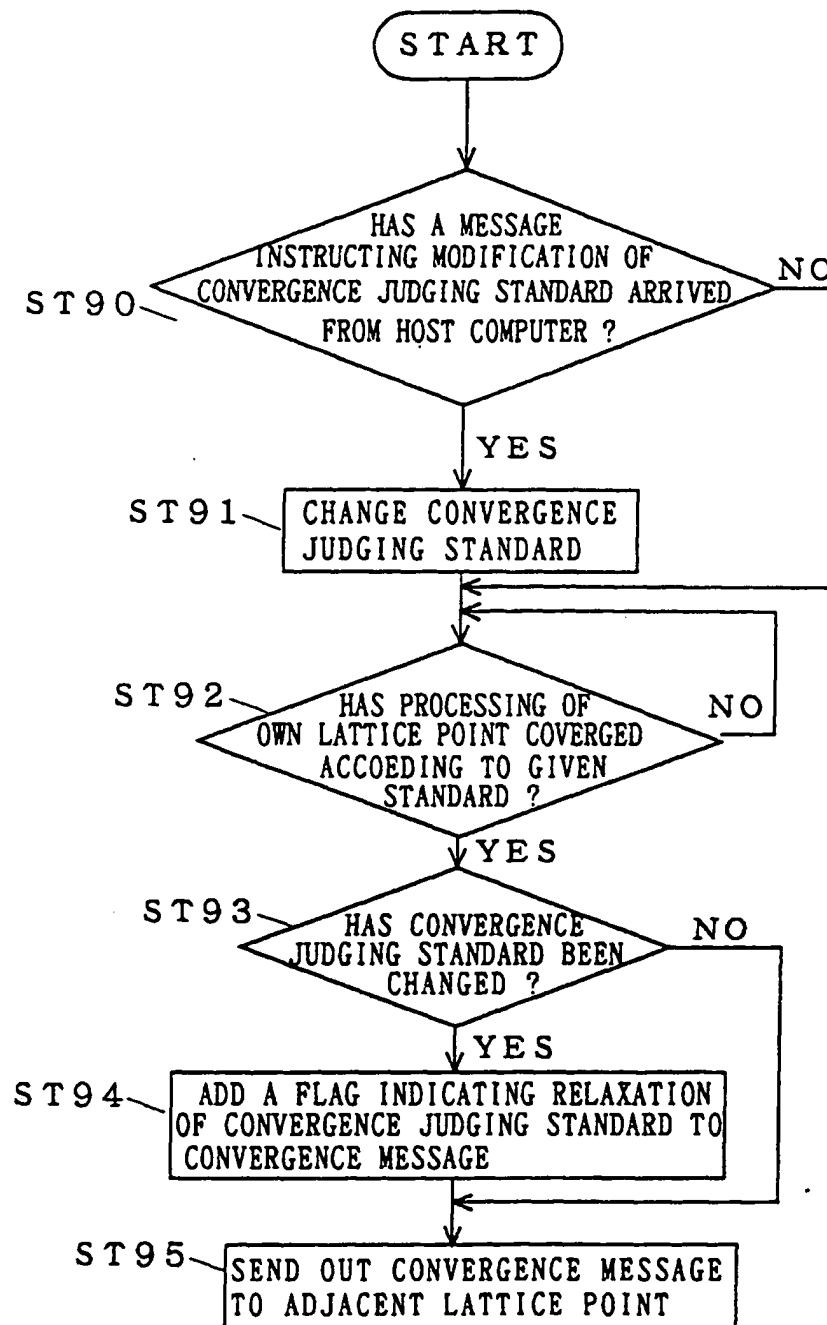 START
HAS A MESSAGE
INSTRUCTING MODIFICATION OF
CONVERGENCE JUDGING STANDARD ARRIVED
FROM HOST COMPUTER ?
NO
ST90
YES
ST91
CHANGE CONVERGENCE
JUDGING STANDARD
ST92
HAS PROCESSING OF
OWN LATTICE POINT COVERGED
ACCOEDING TO GIVEN
STANDARD ?
NO
YES
ST93
HAS CONVERGENCE
JUDGING STANDARD BEEN
CHANGED ?
NO
YES
ST94
ADD A FLAG INDICATING RELAXATION
OF CONVERGENCE JUDGING STANDARD TO
CONVERGENCE MESSAGE
ST95
SEND OUT CONVERGENCE MESSAGE
TO ADJACENT LATTICE POINT